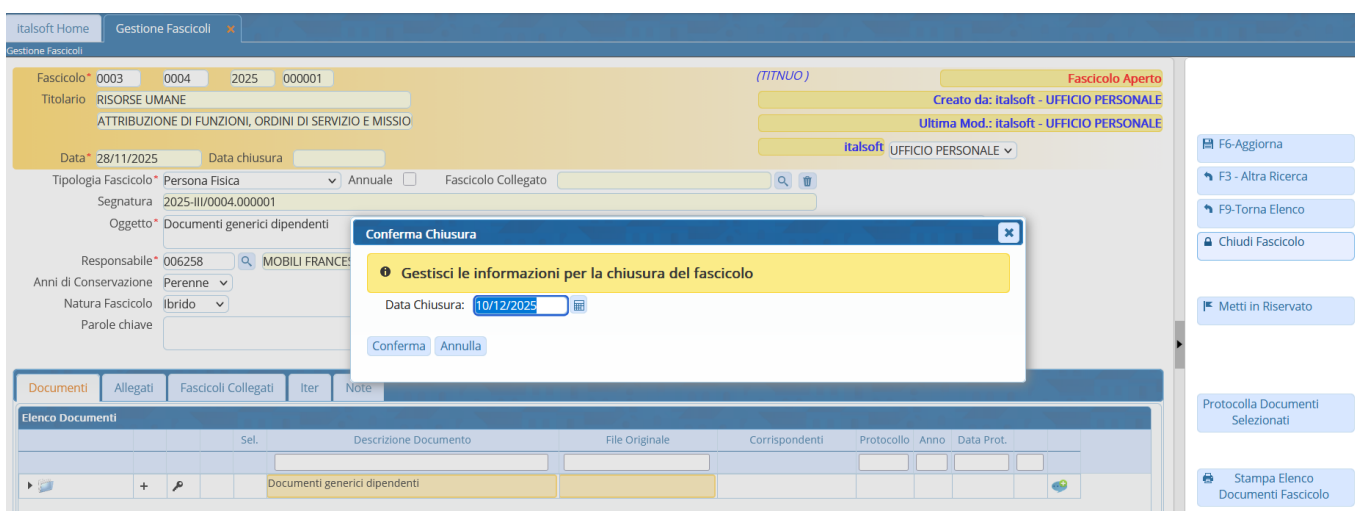 italsoft Home Gestione Fascicoli ×
Gestione Fascicoli
Fascicolo* 0003 0004 2025 000001 (TITNUO ) Fascicolo Aperto
Titolario RISORSE UMANE Creato da: italsoft - UFFICIO PERSONALE
ATTRIBUZIONE DI FUNZIONI, ORDINI DI SERVIZIO E MISSIO Ultima Mod.: italsoft - UFFICIO PERSONALE
italsoft UFFICIO PERSONALE
Data* 28/11/2025 Data chiusura
Tipologia Fascicolo* Persona Fisica Annuale Fascicolo Collegato
Segnatura 2025-III/0004.000001
Oggetto* Documenti generici dipendenti
Responsabile* 006258 MOBILI FRANCES
Anni di Conservazione Perenne
Natura Fascicolo Ibrido
Parole chiave
Conferma Chiusura
Gestisci le informazioni per la chiusura del fascicolo
Data Chiusura: 10/12/2025
Conferma Annulla
F6-Aggiorna
F3 - Altra Ricerca
F9-Torna Elenco
Chiudi Fascicolo
Metti in Riservato
Protocolla Documenti
Selezionati
Stampa Elenco
Documenti Fascicolo
Documenti Allegati Fascicoli Collegati Iter Note
Elenco Documenti
Sel. Descrizione Documento File Originale Corrispondenti Protocollo Anno Data Prot.
+ Documenti generici dipendenti